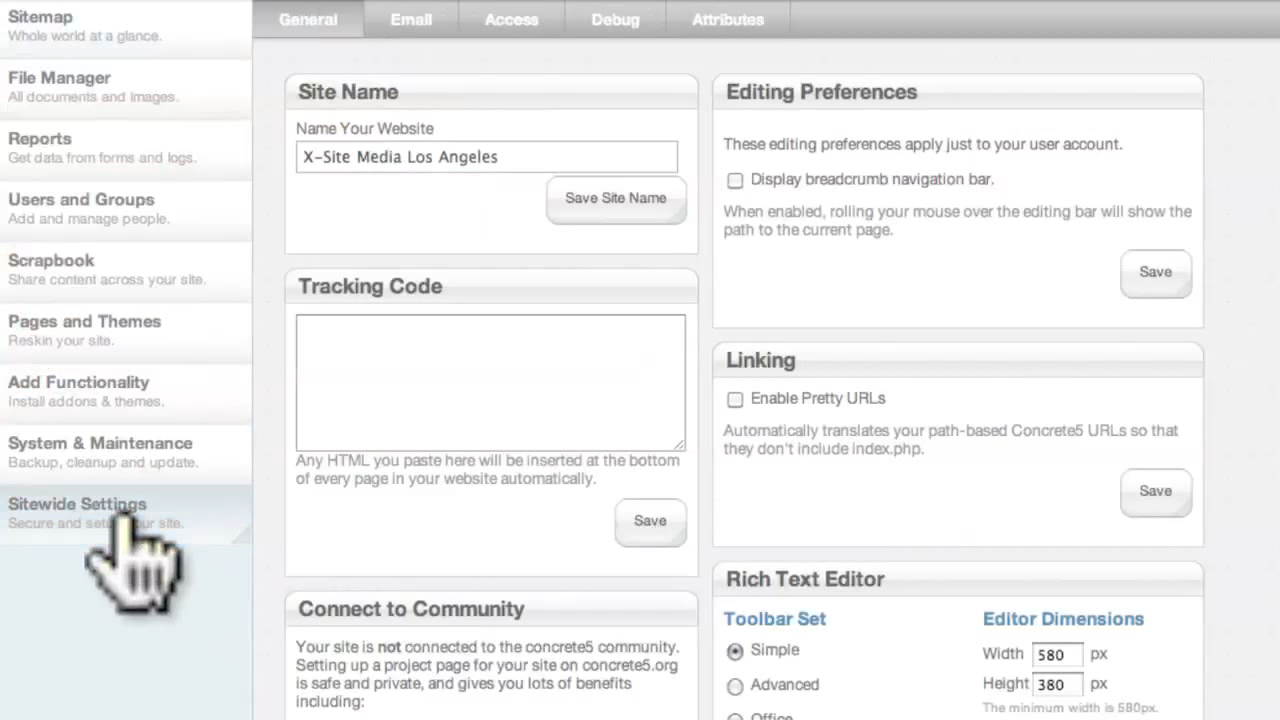 Sitemap
Whole world at a glance.
File Manager
All documents and images.
Reports
Get data from forms and logs.
Users and Groups
Add and manage people.
Scrapbook
Share content across your site.
Pages and Themes
Reskin your site.
Add Functionality
Install addons & themes.
System & Maintenance
Backup, cleanup and update.
Sitewide Settings
Secure and your site.
General
Email
Access
Debug
Attributes
Site Name
Name Your Website
X-Site Media Los Angeles
Save Site Name
Tracking Code
Any HTML you paste here will be inserted at the bottom
of every page in your website automatically.
Save
Connect to Community
Your site is not connected to the concrete5 community.
Setting up a project page for your site on concrete5.org
is safe and private, and gives you lots of benefits
including:
Editing Preferences
These editing preferences apply just to your user account.
Display breadcrumb navigation bar.
When enabled, rolling your mouse over the editing bar will show the
path to the current page.
Save
Linking
Enable Pretty URLs
Automatically translates your path-based Concrete5 URLs so that
they don't include index.php.
Save
Rich Text Editor
Toolbar Set
Simple
Advanced
Office
Editor Dimensions
Width 580 px
Height 380 px
The minimum width is 580px.